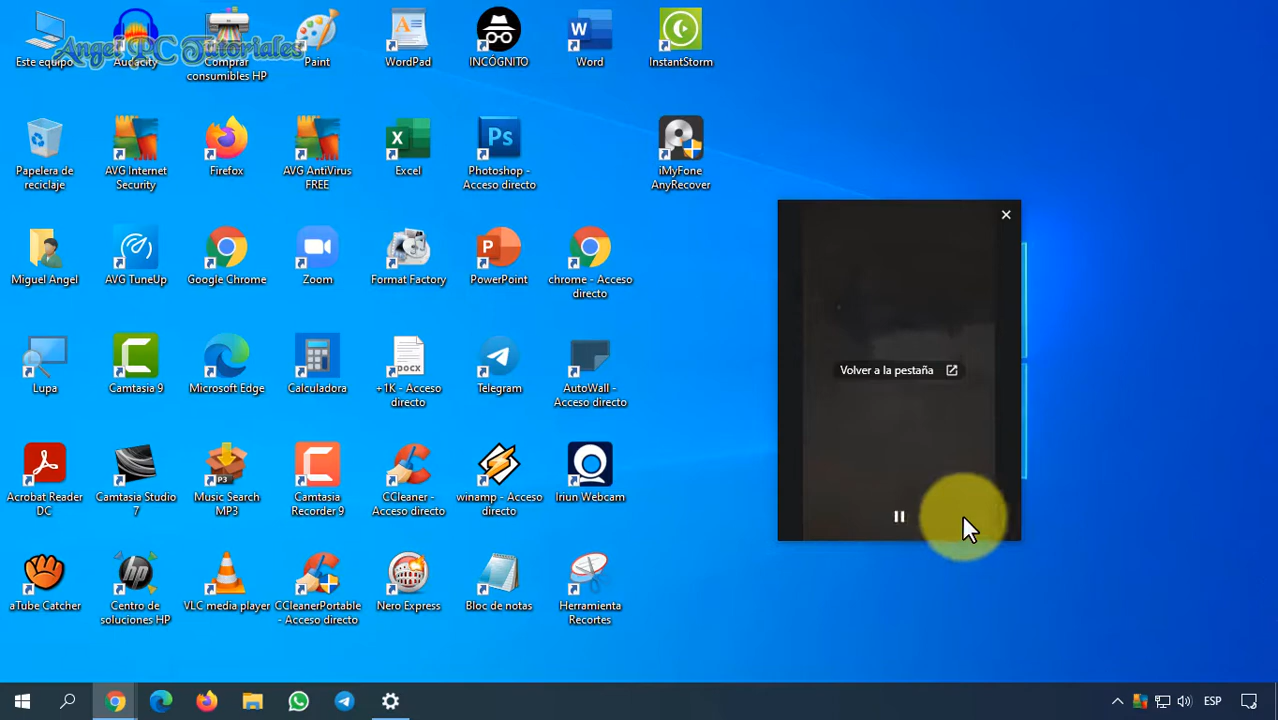 Angel PC Tutoriales
Este equipo
Audacity
Comprar
consumibles HP
Paint
WordPad
INCÓGNITO
Word
InstantStorm
Papelera de
reciclaje
AVG Internet
Security
Firefox
AVG AntiVirus
FREE
Excel
Photoshop -
Acceso directo
iMyFone
AnyRecover
Miguel Angel
AVG TuneUp
Google Chrome
Zoom
Format Factory
PowerPoint
chrome - Acceso
directo
Lupa
Camtasia 9
Microsoft Edge
Calculadora
DOCX
+1K - Acceso
directo
Telegram
AutoWall -
Acceso directo
Acrobat Reader
DC
Camtasia Studio
7
P3
Music Search
MP3
Camtasia
Recorder 9
CCleaner -
Acceso directo
winamp - Acceso
directo
Iriun Webcam
aTube Catcher
Centro de
soluciones HP
VLC media player
CCleanerPortable
- Acceso directo
Nero Express
Bloc de notas
Herramienta
Recortes
Volver a la pestaña
ESP